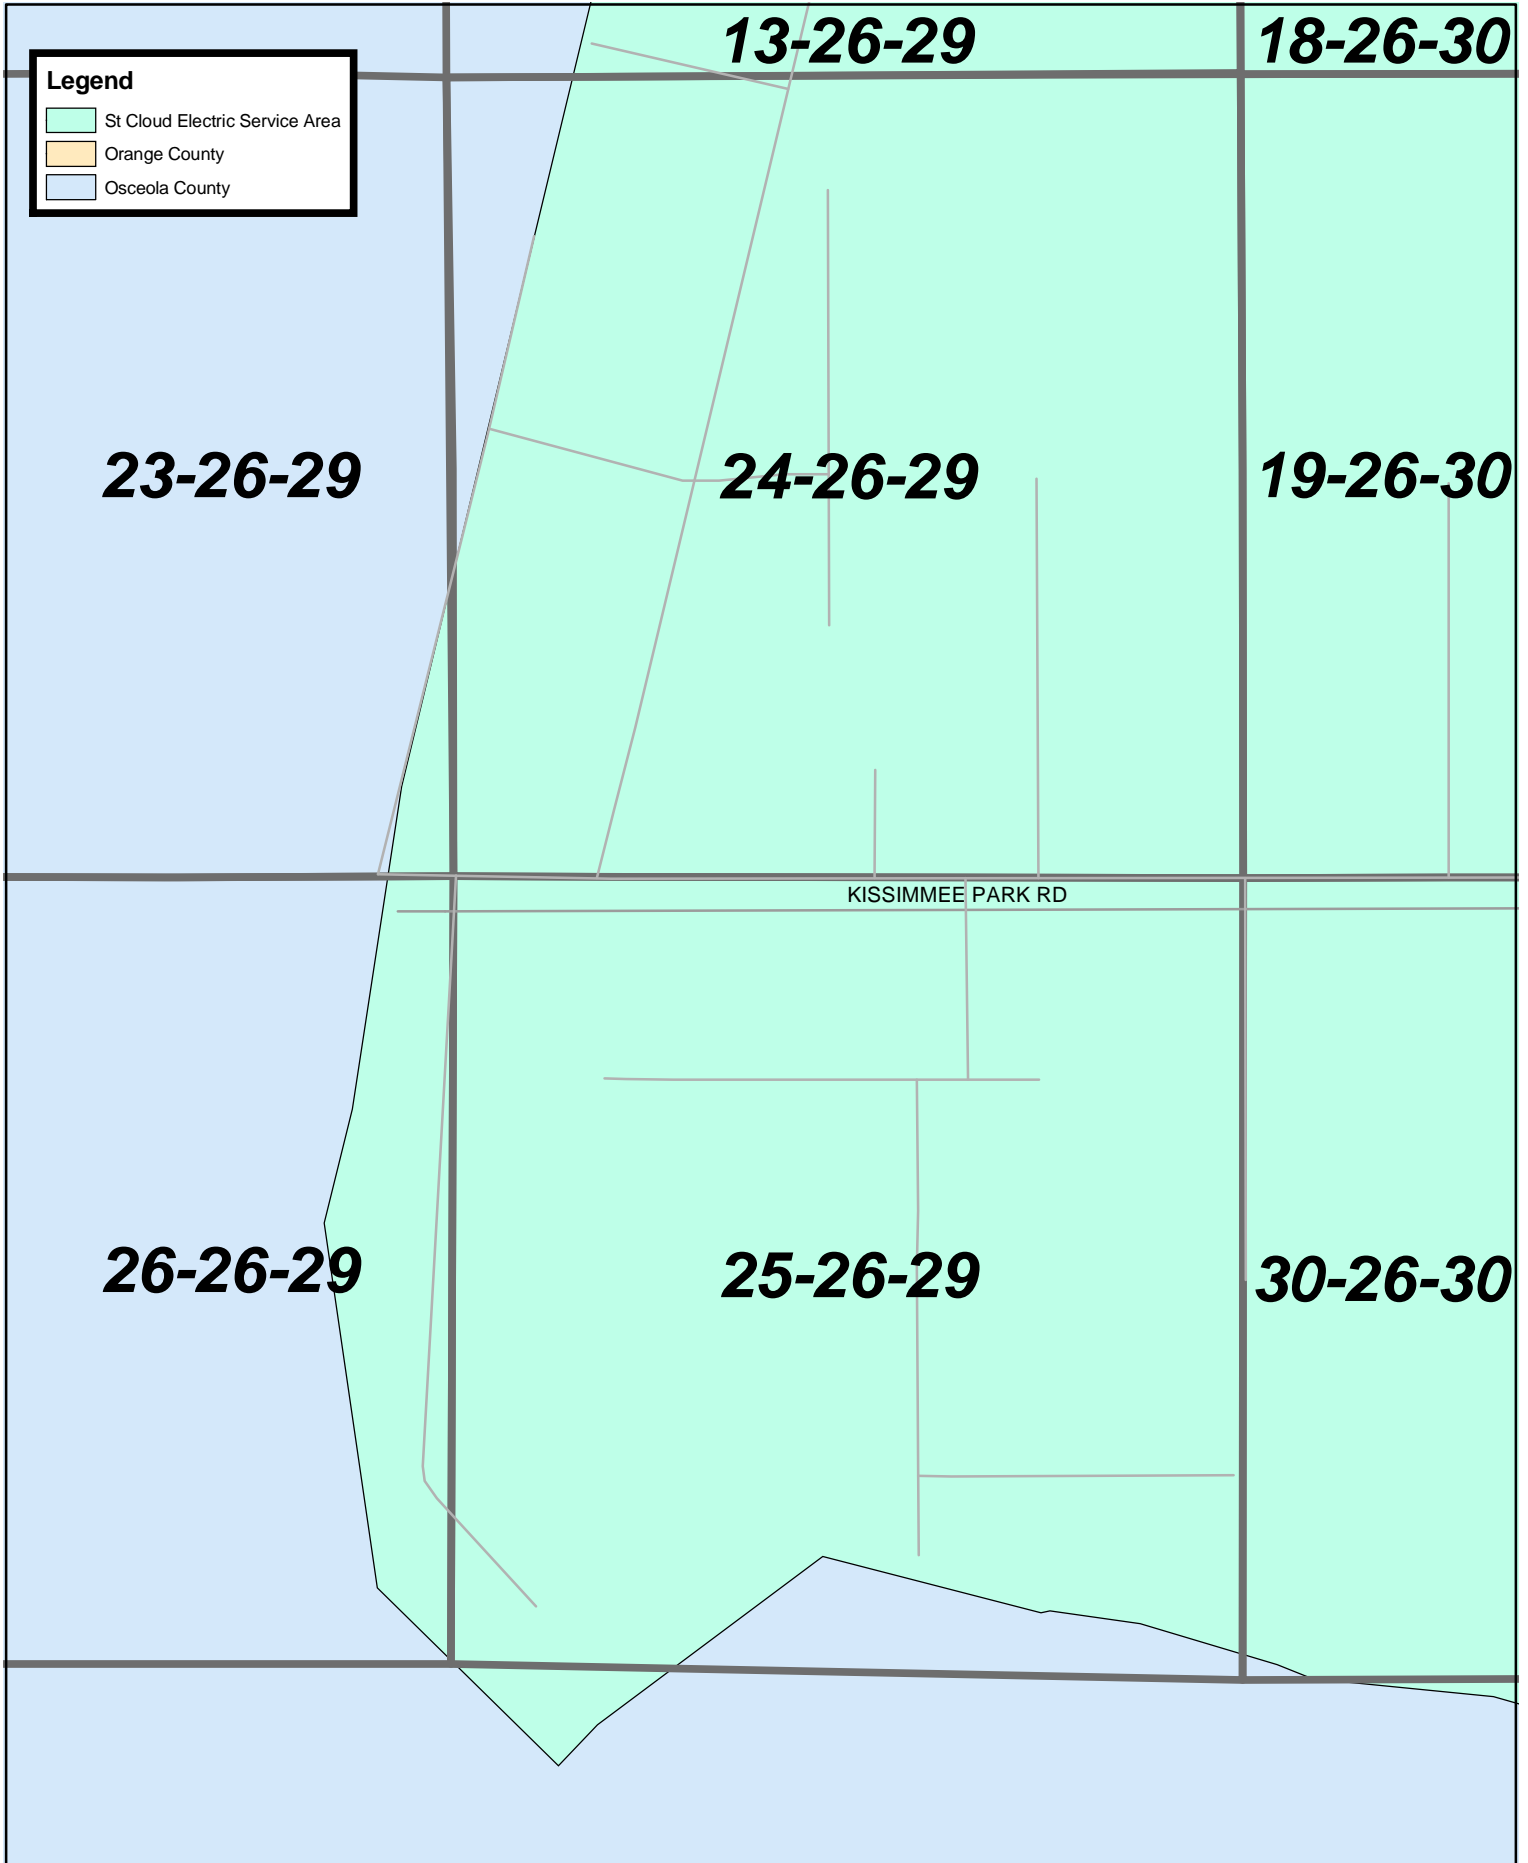 13-26-29
18-26-30
Legend
St Cloud Electric Service Area
Orange County
Osceola County
23-26-29
24-26-29
19-26-30
KISSIMMEE PARK RD
26-26-29
25-26-29
30-26-30